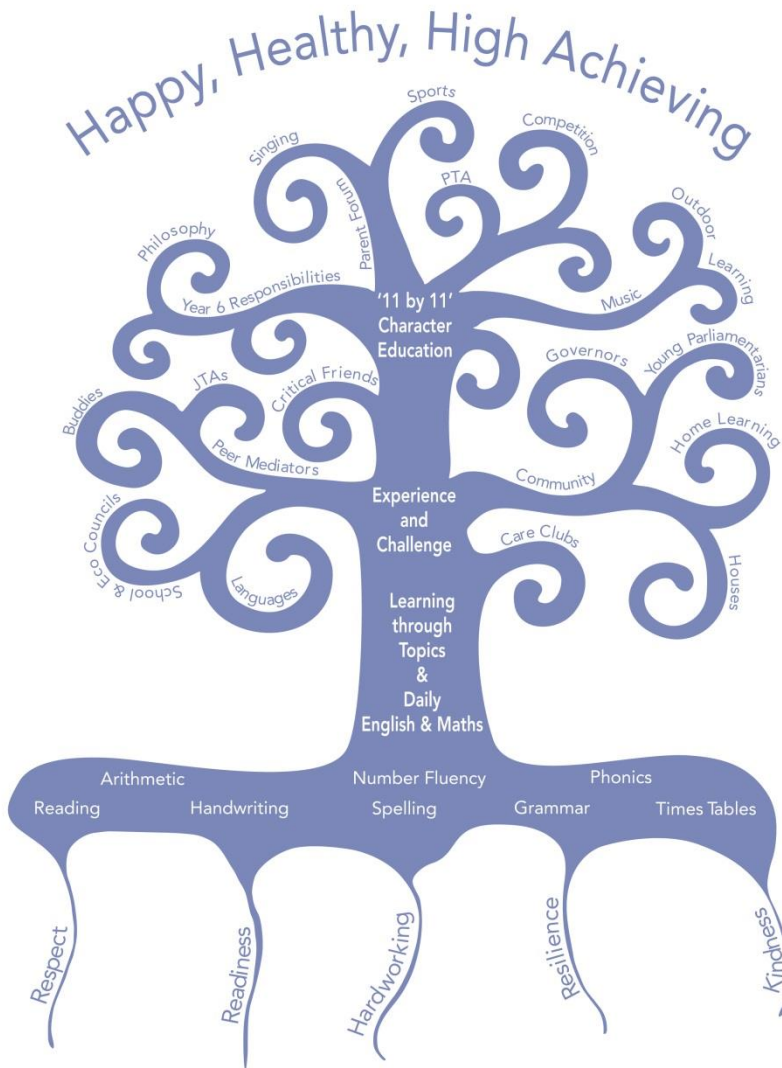 Happy, Healthy, High Achieving
Sports
Singing
Competition
PTA
Parent Forum
Outdoor
Learning
Philosophy
Year 6 Responsibilities
Music
'11 by 11'
Character
Education
Governors
Young Parliamentarians
JTAs
Critical Friends
Buddies
Peer Mediators
Home Learning
Community
Experience
and
Challenge
School & Eco Councils
Languages
Care Clubs
Houses
Learning
through
Topics
&
Daily
English & Maths
Arithmetic
Number Fluency
Phonics
Reading
Handwriting
Spelling
Grammar
Times Tables
Respect
Readiness
Hardworking
Resilience
Kindness